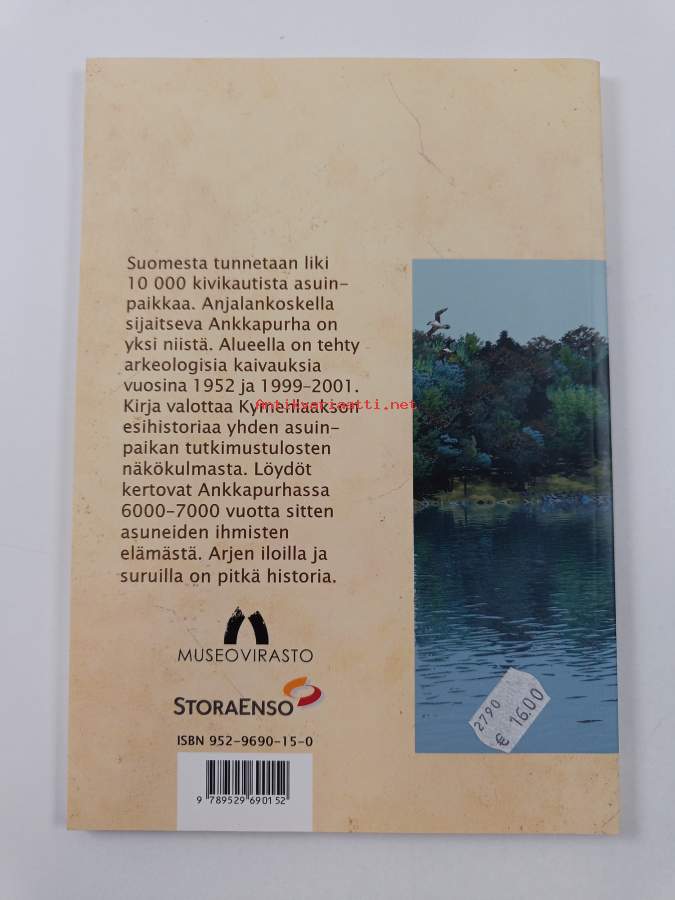 Suomesta tunnetaan liki
10 000 kivikautista asuin-
paikkaa. Anjalankoskella
sijaitseva Ankkapurha on
yksi niistä. Alueella on tehty
arkeologisia kaivauksia
vuosina 1952 ja 1999-2001.
Kirja valottaa Kymenlaakson
esihistoriaa yhden asuin-
paikan tutkimustulosten
näkökulmasta. Löydöt
kertovat Ankkapurhassa
6000-7000 vuotta sitten
asuneiden ihmisten
elämästä. Arjen iloilla ja
suruilla on pitkä historia.
Antikvariaatti.net
MUSEOVIRASTO
STORAENSO
ISBN 952-9690-15-0
9 789529 690152
2790
€ 16.00